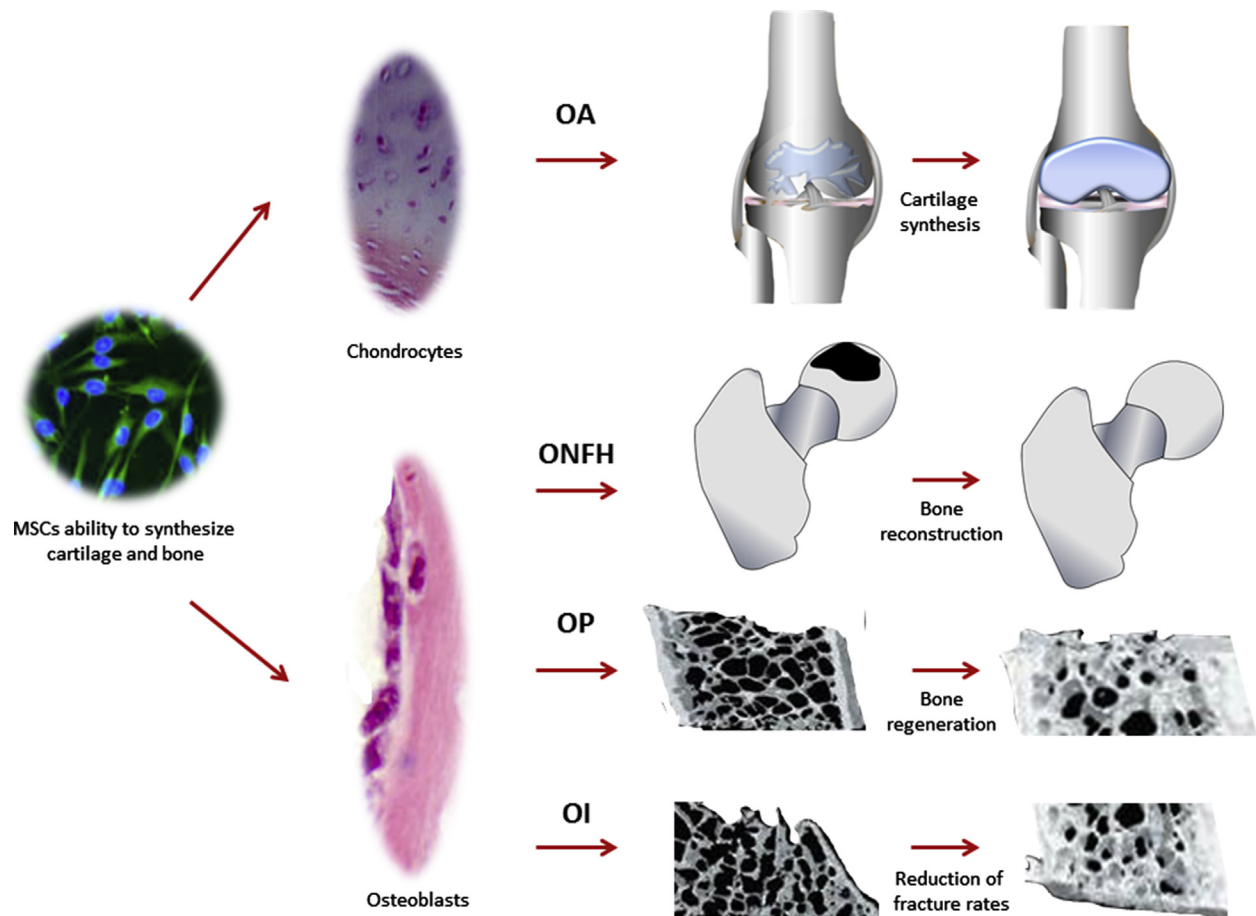 OA
Cartilage
synthesis
Chondrocytes
MSCs ability to synthesize
cartilage and bone
ONFH
Bone
reconstruction
OP
Bone
regeneration
OI
Reduction of
fracture rates
Osteoblasts